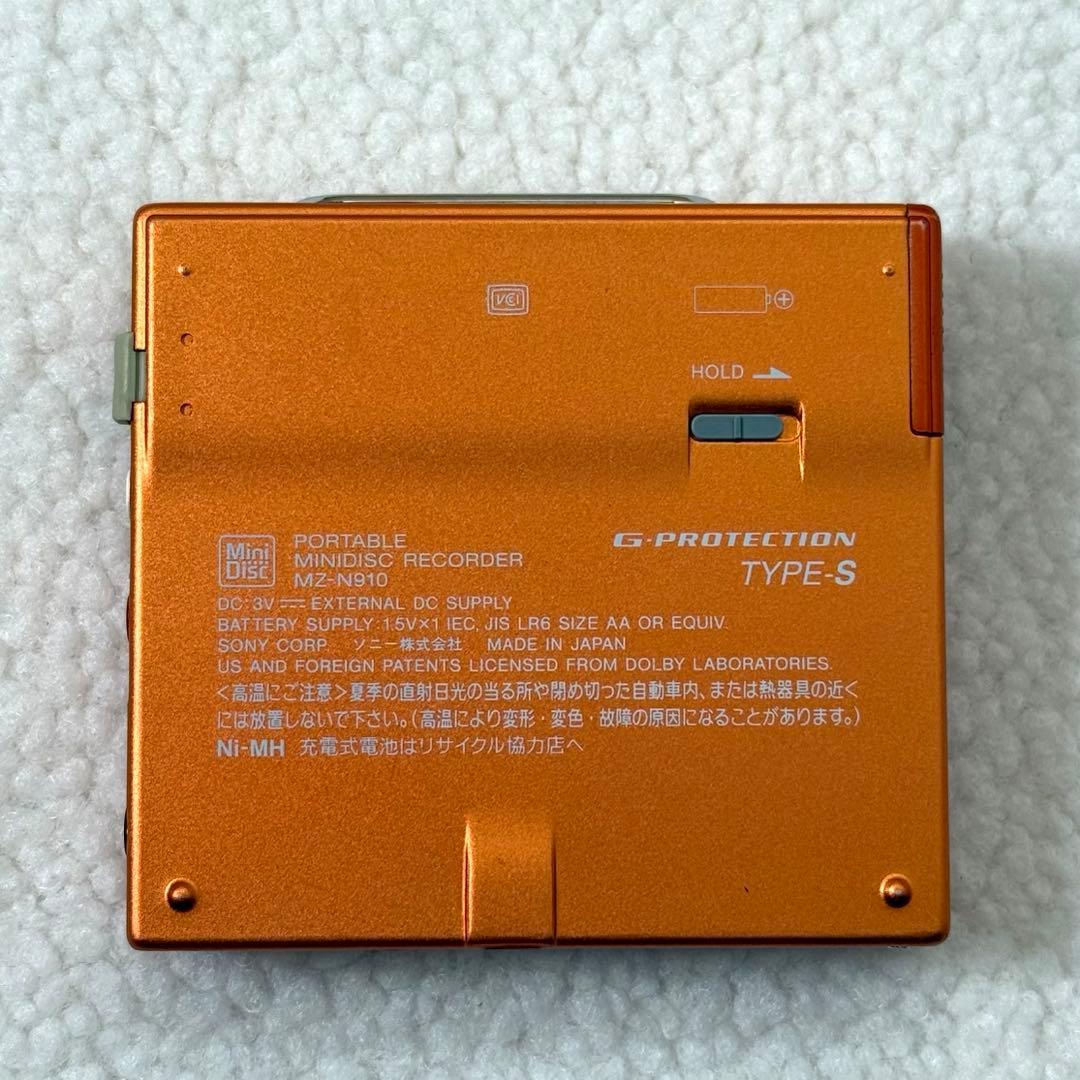 VCI
⊕
HOLD
Mini Disc
PORTABLE
MINIDISC RECORDER
MZ-N910
G-PROTECTION
TYPE-S
DC: 3V ⎓ EXTERNAL DC SUPPLY
BATTERY SUPPLY: 1.5V×1 IEC, JIS LR6 SIZE AA OR EQUIV.
SONY CORP. ソニー株式会社 MADE IN JAPAN
US AND FOREIGN PATENTS LICENSED FROM DOLBY LABORATORIES.
<高温にご注意>夏季の直射日光の当る所や閉め切った自動車内、または熱器具の近く
には放置しないで下さい。(高温により変形・変色・故障の原因になることがあります。)
Ni-MH 充電式電池はリサイクル協力店へ